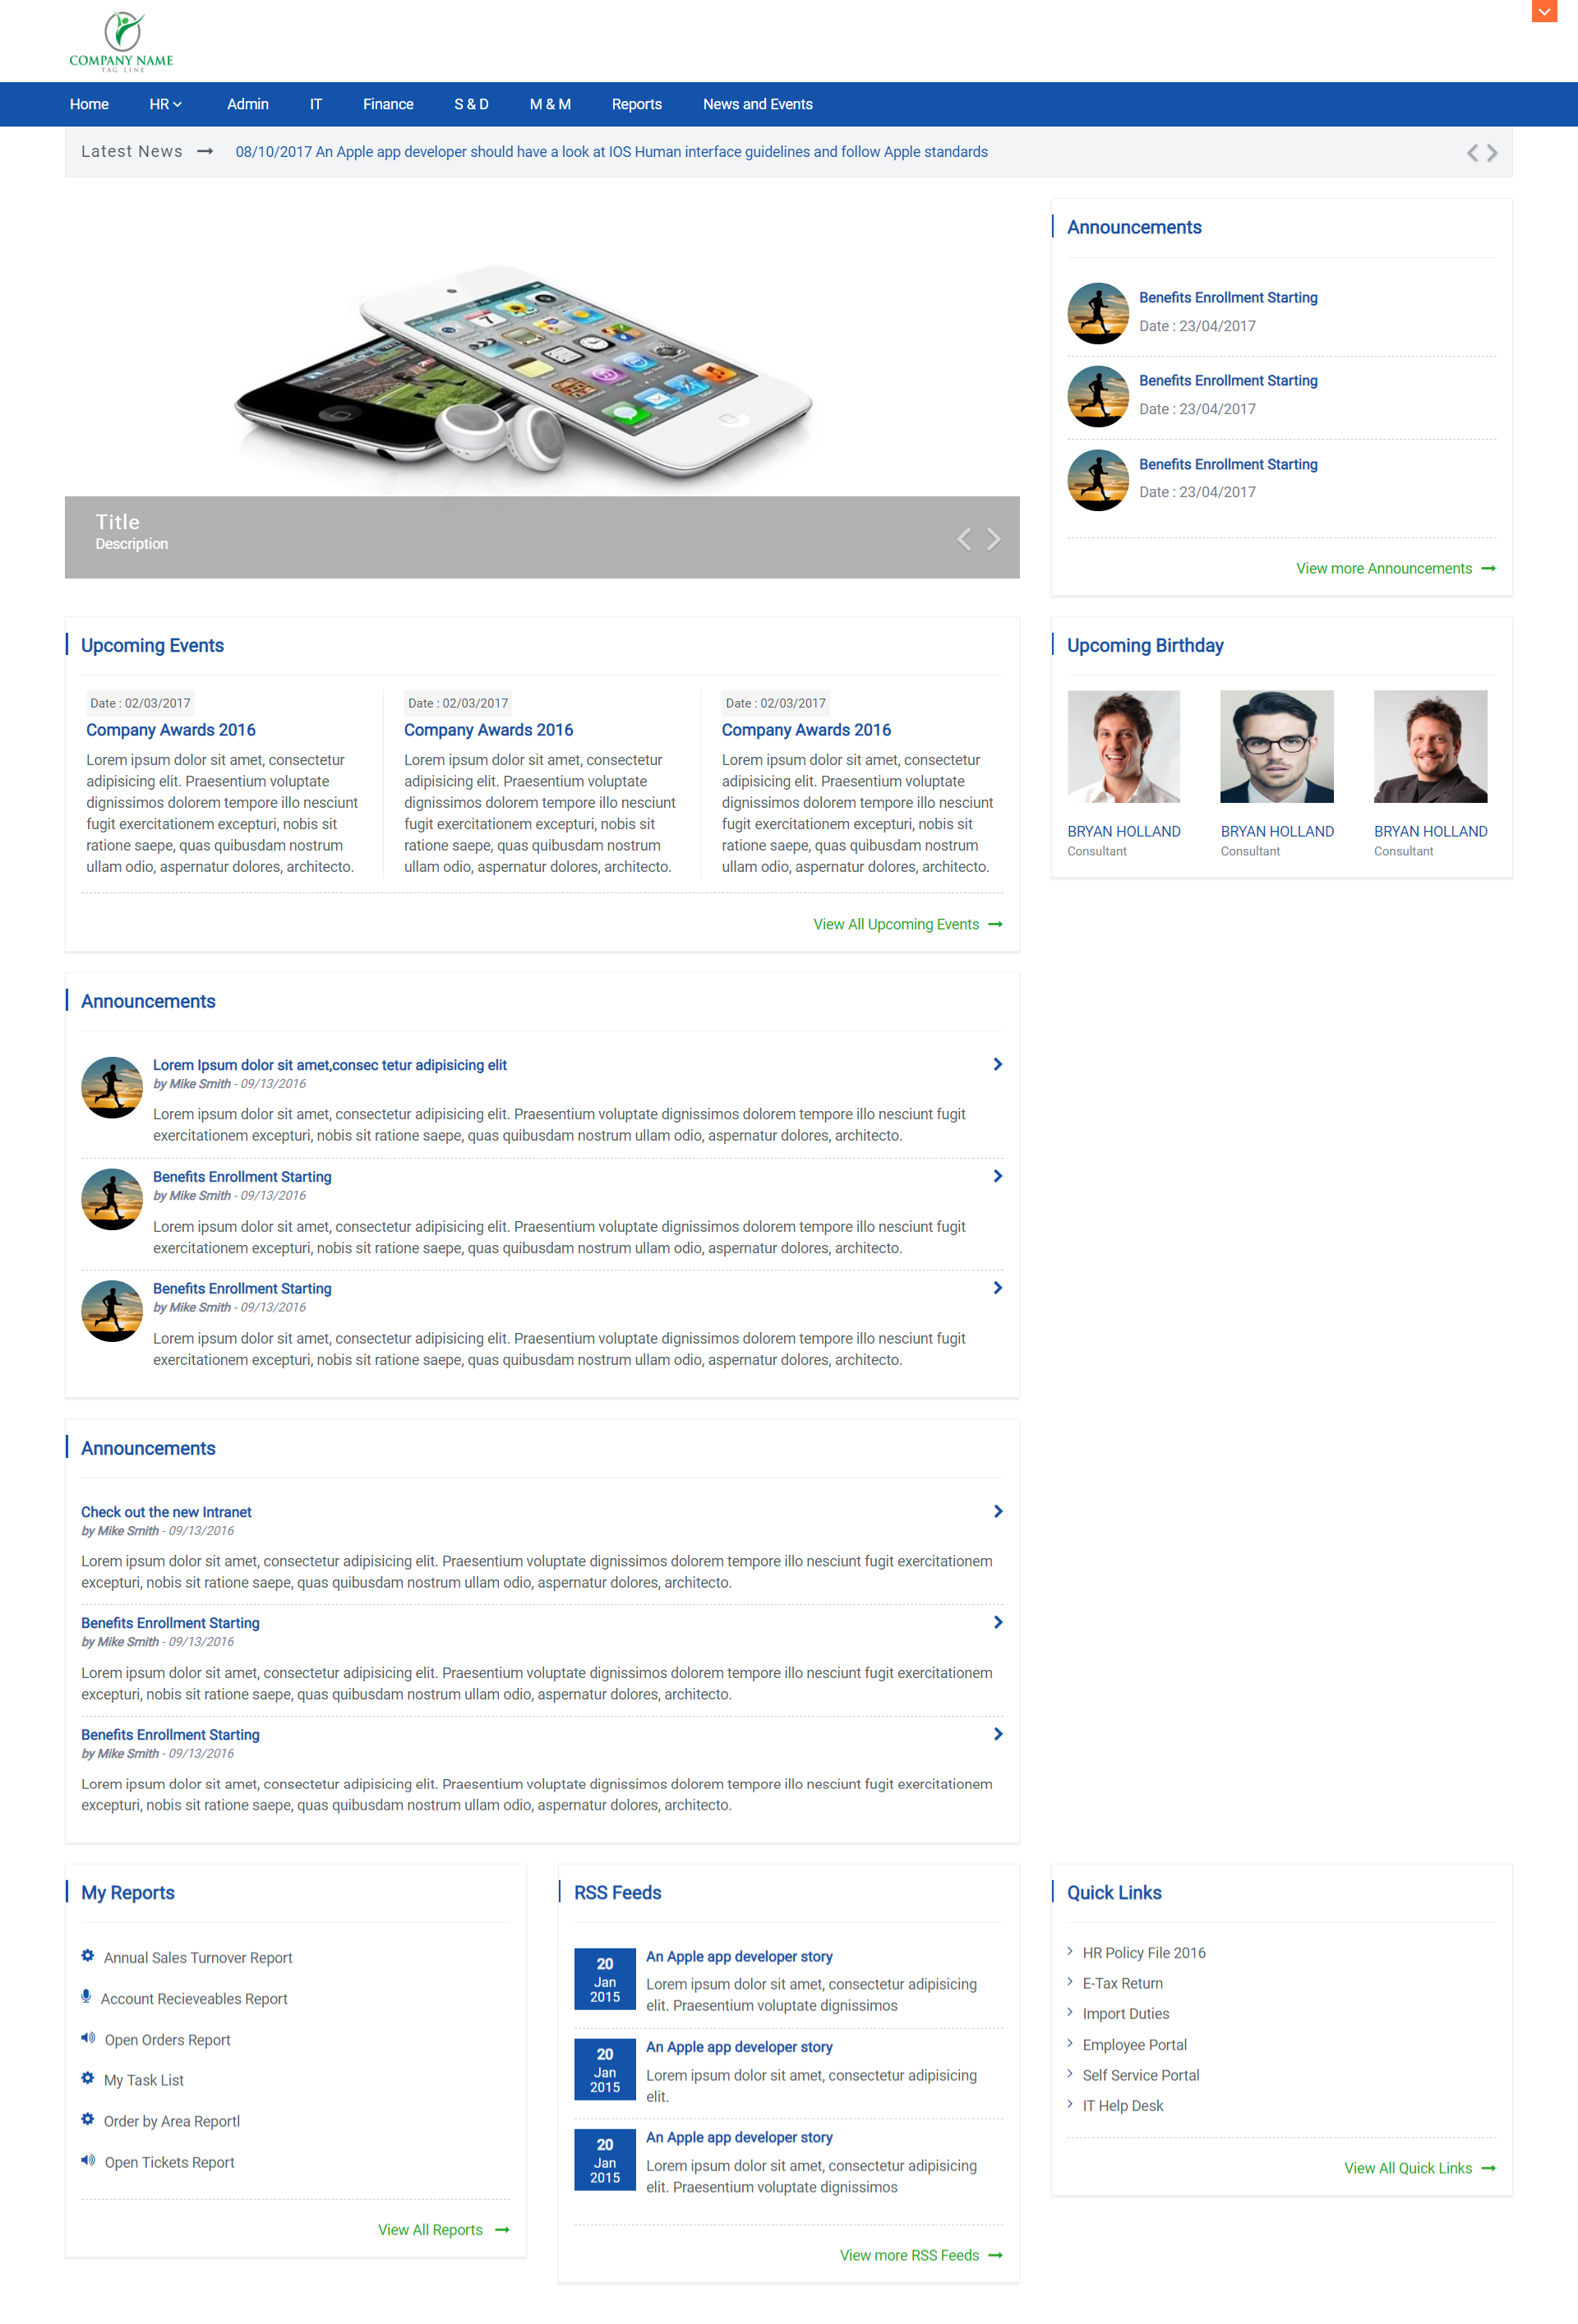 COMPANY NAME
TAG LINE
Home HR Admin IT Finance S & D M & M Reports News and Events
Latest News 08/10/2017 An Apple app developer should have a look at IOS Human interface guidelines and follow Apple standards
Title
Description
Announcements
Benefits Enrollment Starting
Date : 23/04/2017
Benefits Enrollment Starting
Date : 23/04/2017
Benefits Enrollment Starting
Date : 23/04/2017
View more Announcements
Upcoming Events
Date : 02/03/2017
Company Awards 2016
Lorem ipsum dolor sit amet, consectetur
adipisicing elit. Praesentium voluptate
dignissimos dolorem tempore illo nesciunt
fugit exercitationem excepturi, nobis sit
ratione saepe, quas quibusdam nostrum
ullam odio, aspernatur dolores, architecto.
Date : 02/03/2017
Company Awards 2016
Lorem ipsum dolor sit amet, consectetur
adipisicing elit. Praesentium voluptate
dignissimos dolorem tempore illo nesciunt
fugit exercitationem excepturi, nobis sit
ratione saepe, quas quibusdam nostrum
ullam odio, aspernatur dolores, architecto.
Date : 02/03/2017
Company Awards 2016
Lorem ipsum dolor sit amet, consectetur
adipisicing elit. Praesentium voluptate
dignissimos dolorem tempore illo nesciunt
fugit exercitationem excepturi, nobis sit
ratione saepe, quas quibusdam nostrum
ullam odio, aspernatur dolores, architecto.
View All Upcoming Events
Upcoming Birthday
BRYAN HOLLAND
Consultant
BRYAN HOLLAND
Consultant
BRYAN HOLLAND
Consultant
Announcements
Lorem Ipsum dolor sit amet,consec tetur adipisicing elit
by Mike Smith - 09/13/2016
Lorem ipsum dolor sit amet, consectetur adipisicing elit. Praesentium voluptate dignissimos dolorem tempore illo nesciunt fugit
exercitationem excepturi, nobis sit ratione saepe, quas quibusdam nostrum ullam odio, aspernatur dolores, architecto.
Benefits Enrollment Starting
by Mike Smith - 09/13/2016
Lorem ipsum dolor sit amet, consectetur adipisicing elit. Praesentium voluptate dignissimos dolorem tempore illo nesciunt fugit
exercitationem excepturi, nobis sit ratione saepe, quas quibusdam nostrum ullam odio, aspernatur dolores, architecto.
Benefits Enrollment Starting
by Mike Smith - 09/13/2016
Lorem ipsum dolor sit amet, consectetur adipisicing elit. Praesentium voluptate dignissimos dolorem tempore illo nesciunt fugit
exercitationem excepturi, nobis sit ratione saepe, quas quibusdam nostrum ullam odio, aspernatur dolores, architecto.
Announcements
Check out the new Intranet
by Mike Smith - 09/13/2016
Lorem ipsum dolor sit amet, consectetur adipisicing elit. Praesentium voluptate dignissimos dolorem tempore illo nesciunt fugit exercitationem
excepturi, nobis sit ratione saepe, quas quibusdam nostrum ullam odio, aspernatur dolores, architecto.
Benefits Enrollment Starting
by Mike Smith - 09/13/2016
Lorem ipsum dolor sit amet, consectetur adipisicing elit. Praesentium voluptate dignissimos dolorem tempore illo nesciunt fugit exercitationem
excepturi, nobis sit ratione saepe, quas quibusdam nostrum ullam odio, aspernatur dolores, architecto.
Benefits Enrollment Starting
by Mike Smith - 09/13/2016
Lorem ipsum dolor sit amet, consectetur adipisicing elit. Praesentium voluptate dignissimos dolorem tempore illo nesciunt fugit exercitationem
excepturi, nobis sit ratione saepe, quas quibusdam nostrum ullam odio, aspernatur dolores, architecto.
My Reports
Annual Sales Turnover Report
Account Recieveables Report
Open Orders Report
My Task List
Order by Area Reportl
Open Tickets Report
View All Reports
RSS Feeds
20
Jan
2015
An Apple app developer story
Lorem ipsum dolor sit amet, consectetur adipisicing
elit. Praesentium voluptate dignissimos
20
Jan
2015
An Apple app developer story
Lorem ipsum dolor sit amet, consectetur adipisicing
elit.
20
Jan
2015
An Apple app developer story
Lorem ipsum dolor sit amet, consectetur adipisicing
elit. Praesentium voluptate dignissimos
View more RSS Feeds
Quick Links
HR Policy File 2016
E-Tax Return
Import Duties
Employee Portal
Self Service Portal
IT Help Desk
View All Quick Links